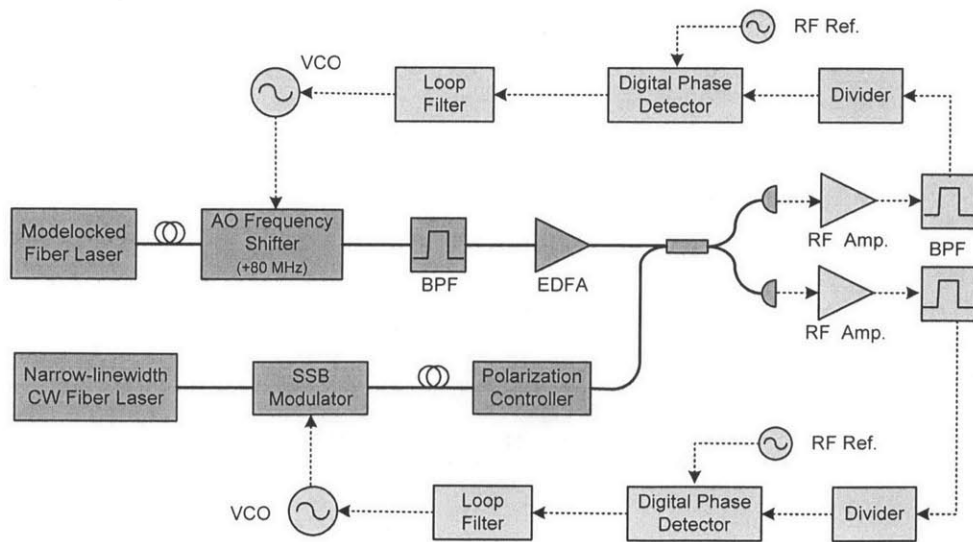 RF Ref.
VCO
Loop
Filter
Digital Phase
Detector
Divider
Modelocked
Fiber Laser
AO Frequency
Shifter
(+80 MHz)
BPF
EDFA
RF Amp.
BPF
RF Amp.
Narrow-linewidth
CW Fiber Laser
SSB
Modulator
Polarization
Controller
RF Ref.
VCO
Loop
Filter
Digital Phase
Detector
Divider